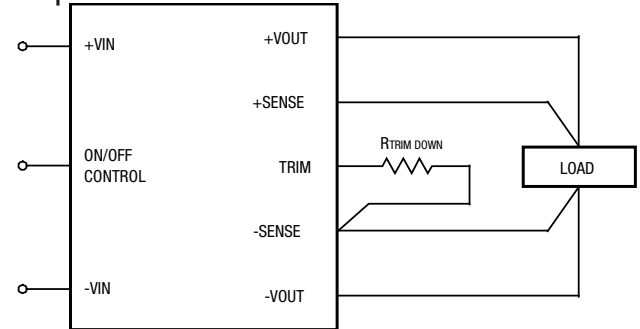 +VIN
ON/OFF
CONTROL
-VIN
+VOUT
+SENSE
TRIM
-SENSE
-VOUT
RTRIM DOWN
LOAD